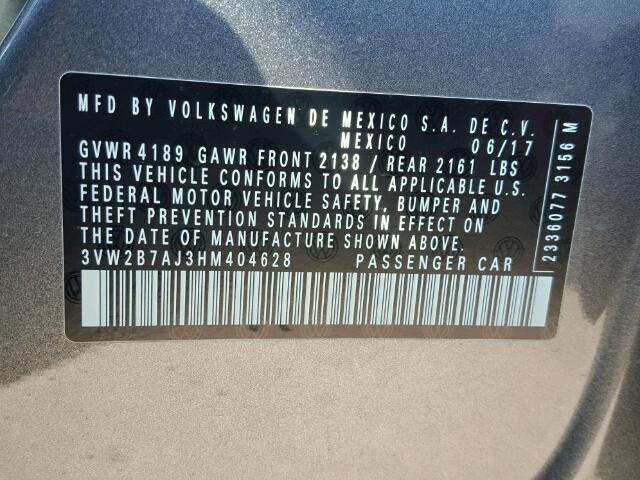 MFD BY VOLKSWAGEN DE MEXICO S.A. DE C.V.
MEXICO 06/17
GVWR 4189 GAWR FRONT 2138 / REAR 2161 LBS
THIS VEHICLE CONFORMS TO ALL APPLICABLE U.S.
FEDERAL MOTOR VEHICLE SAFETY, BUMPER AND
THEFT PREVENTION STANDARDS IN EFFECT ON
THE DATE OF MANUFACTURE SHOWN ABOVE.
3VW2B7AJ3HM404628 PASSENGER CAR
2336077 3156 M